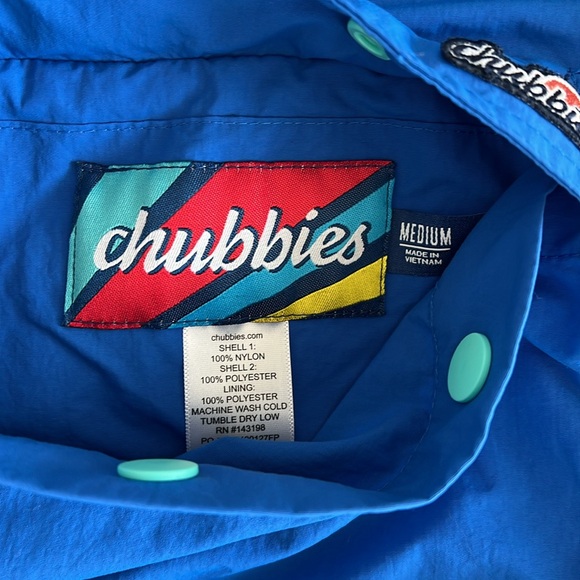 chubbies
chubbies
MEDIUM
MADE IN
VIETNAM
chubbies.com
SHELL 1:
100% NYLON
SHELL 2:
100% POLYESTER
LINING:
100% POLYESTER
MACHINE WASH COLD
TUMBLE DRY LOW
RN #143198